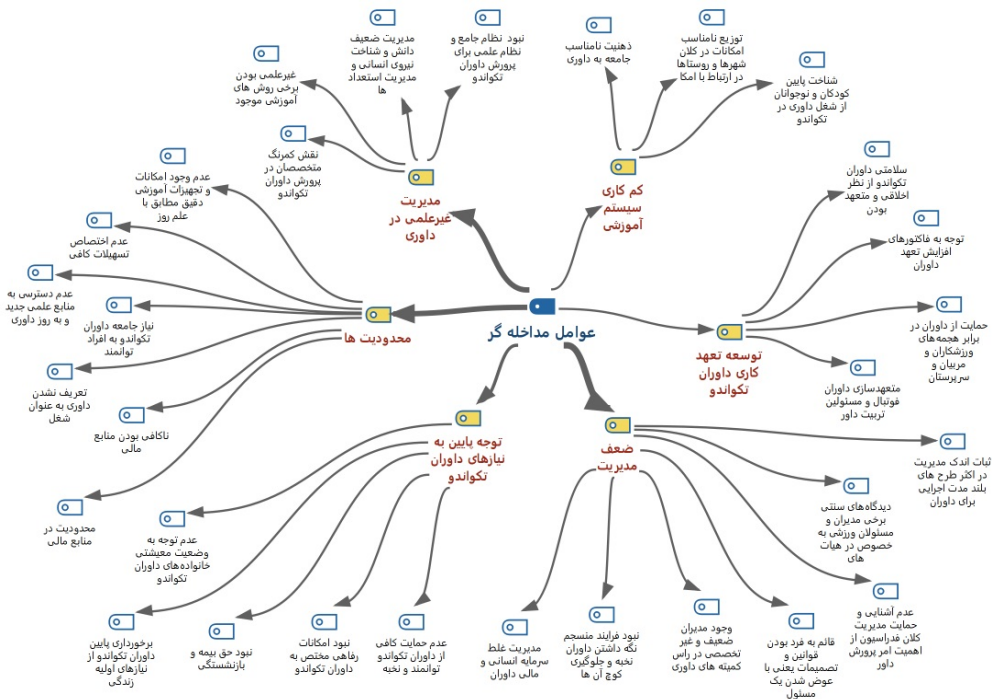 عوامل مداخله گر
مدیریت
غیرعلمی در
داوری
غیرعلمی بودن
برخی روش های
آموزشی موجود
مدیریت ضعیف
دانش و شناخت
نیروی انسانی و
مدیریت استعداد
ها
نبود نظام جامع و
نظام علمی برای
پرورش داوران
تکواندو
نقش کمرنگ
متخصصان در
پرورش داوران
تکواندو
کم کاری
سیستم
آموزشی
ذهنیت نامناسب
جامعه به داوری
توزیع نامناسب
امکانات در کلان
شهرها و روستاها
در ارتباط با امکا
شناخت پایین
کودکان و نوجوانان
از شغل داوری در
تکواندو
توسعه تعهد
کاری داوران
تکواندو
سلامتی داوران
تکواندو از نظر
اخلاقی و متعهد
بودن
توجه به فاکتورهای
افزایش تعهد
داوران
حمایت از داوران در
برابر هجمه‌های
ورزشکاران و
مربیان و
سرپرستان
متعهدسازی داوران
فوتبال و مسئولین
تربیت داور
ضعف
مدیریت
ثبات اندک مدیریت
در اکثر طرح های
بلند مدت اجرایی
برای داوران
دیدگاه‌های سنتی
برخی مدیران و
مسئولان ورزشی به
خصوص در هیات
های
عدم آشنایی و
حمایت مدیریت
کلان فدراسیون از
اهمیت امر پرورش
داور
قائم به فرد بودن
قوانین و
تصمیمات یعنی با
عوض شدن یک
مسئول
وجود مدیران
ضعیف و غیر
تخصصی در راس
کمیته های داوری
نبود فرایند منسجم
نگه داشتن داوران
نخبه و جلوگیری
کوچ آن ها
مدیریت غلط
سرمایه انسانی و
مالی داوران
توجه پایین به
نیازهای داوران
تکواندو
عدم حمایت کافی
از داوران تکواندو
توانمند و نخبه
نبود امکانات
رفاهی مختص به
داوران تکواندو
نبود حق بیمه و
بازنشستگی
برخورداری پایین
داوران تکواندو از
نیازهای اولیه
زندگی
عدم توجه به
وضعیت معیشتی
خانواده‌های داوران
تکواندو
محدودیت ها
عدم وجود امکانات
و تجهیزات آموزشی
دقیق مطابق با
علم روز
عدم اختصاص
تسهیلات کافی
عدم دسترسی به
منابع علمی جدید
و به روز داوری
نیاز جامعه داوران
تکواندو به افراد
توانمند
تعریف نشدن
داوری به عنوان
شغل
ناکافی بودن منابع
مالی
محدودیت در
منابع مالی